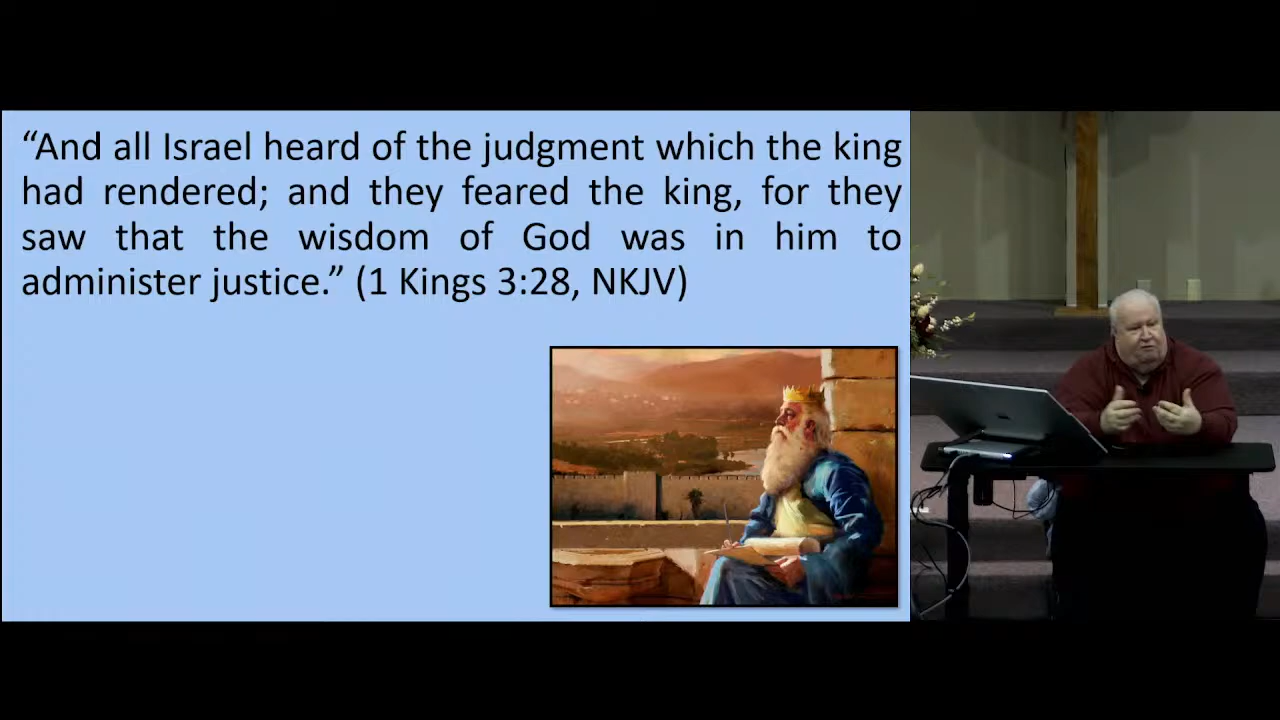 “And all Israel heard of the judgment which the king
had rendered; and they feared the king, for they
saw that the wisdom of God was in him to
administer justice.” (1 Kings 3:28, NKJV)